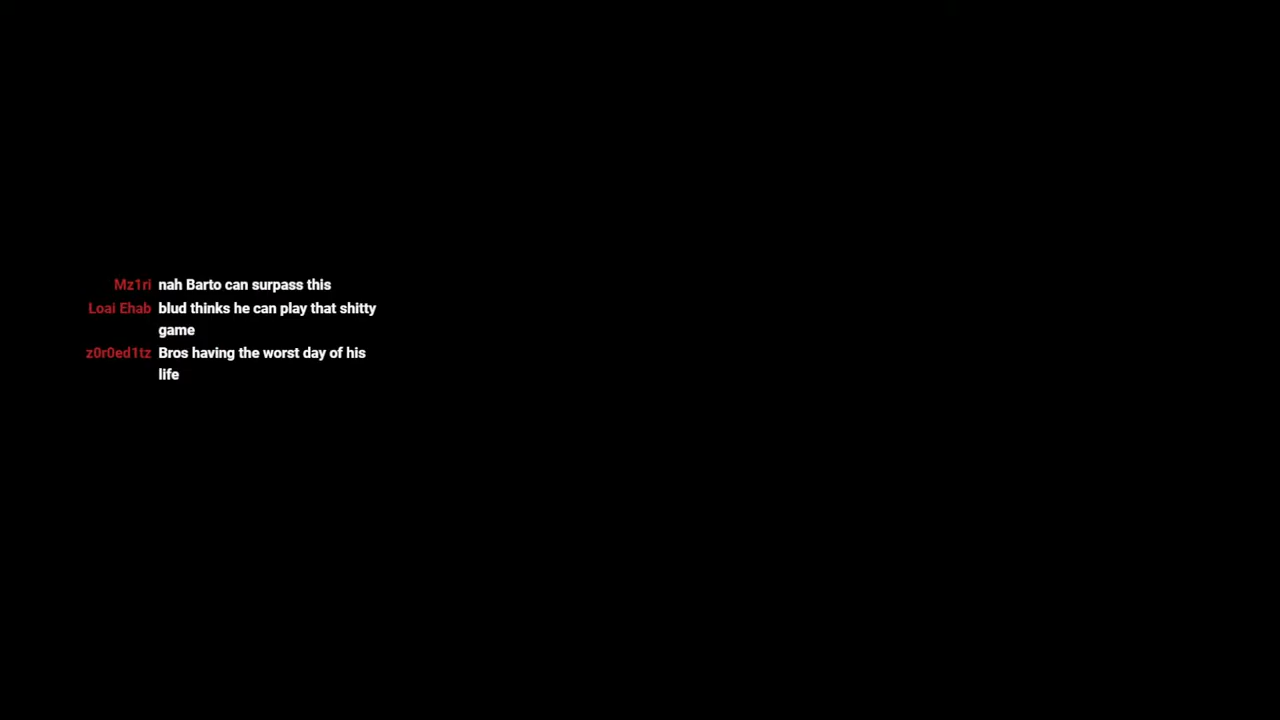 Mz1ri nah Barto can surpass this
Loai Ehab blud thinks he can play that shitty
game
z0r0ed1tz Bros having the worst day of his
life